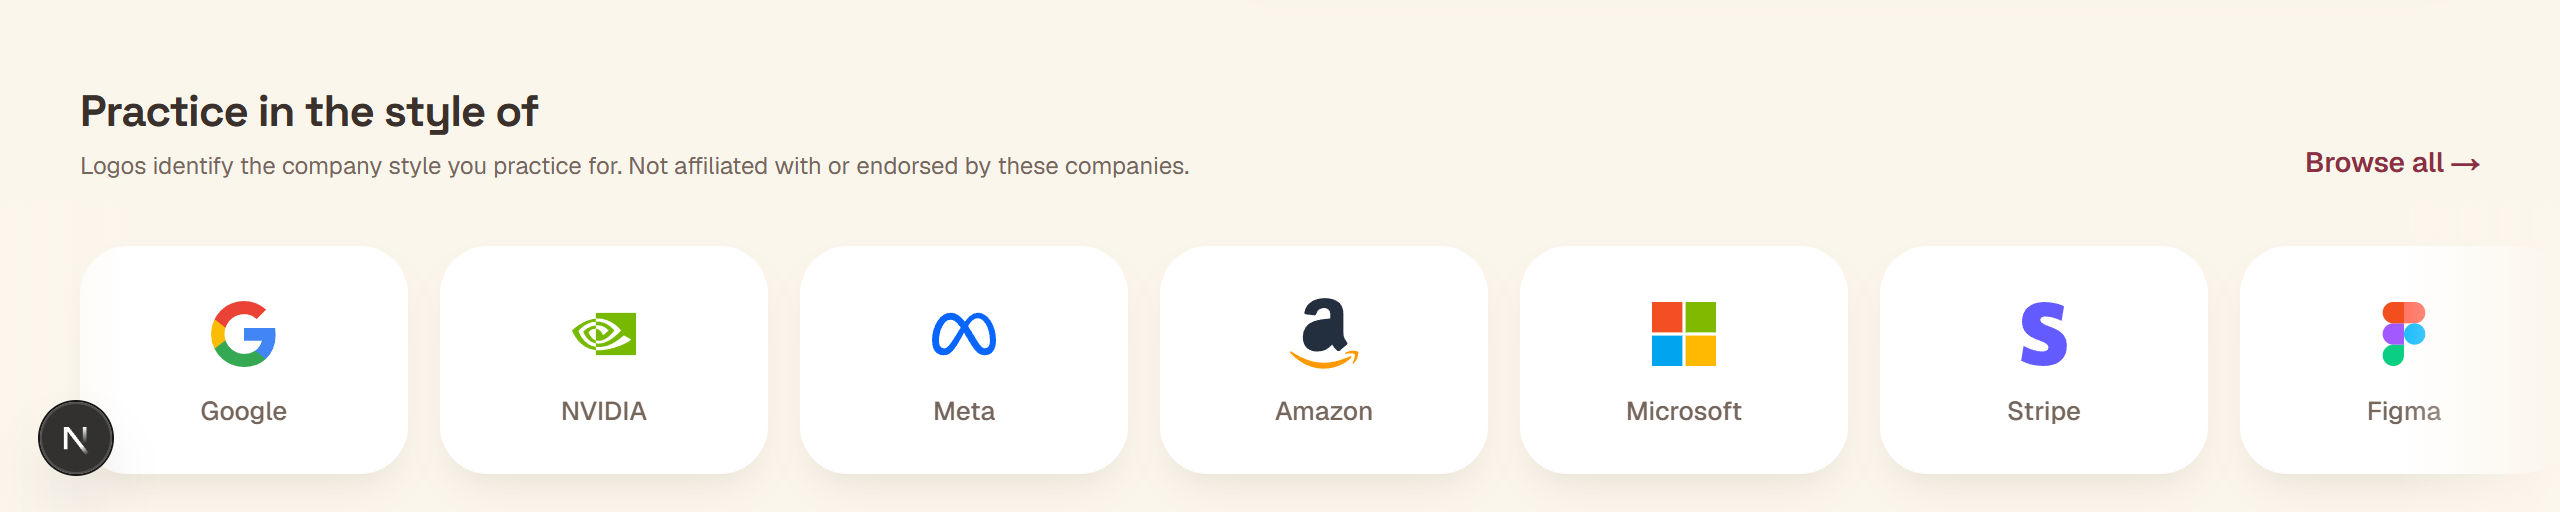 Practice in the style of
Logos identify the company style you practice for. Not affiliated with or endorsed by these companies.
Browse all →
Google
NVIDIA
Meta
Amazon
Microsoft
Stripe
Figma
N